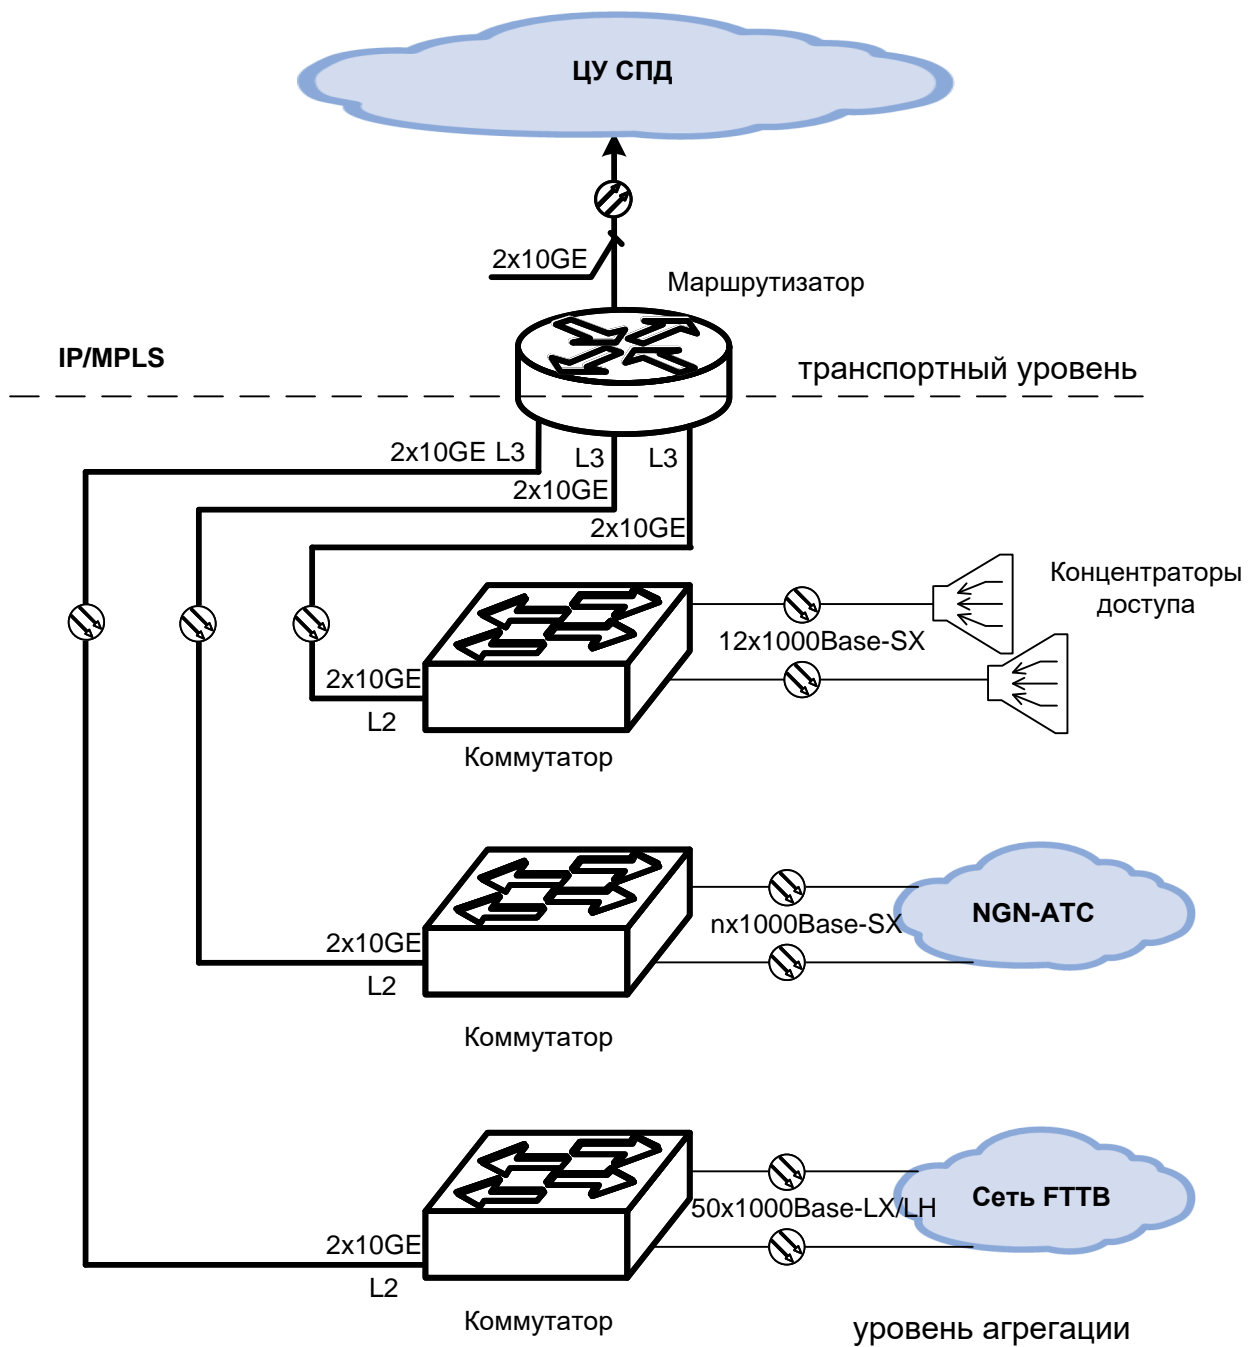 ЦУ СПД
2x10GE
Маршрутизатор
IP/MPLS
транспортный уровень
2x10GE L3
L3
L3
2x10GE
2x10GE
Концентраторы
доступа
12x1000Base-SX
2x10GE
L2
Коммутатор
NGN-АТС
nx1000Base-SX
2x10GE
L2
Коммутатор
Сеть FTTB
50x1000Base-LX/LH
2x10GE
L2
Коммутатор
уровень агрегации